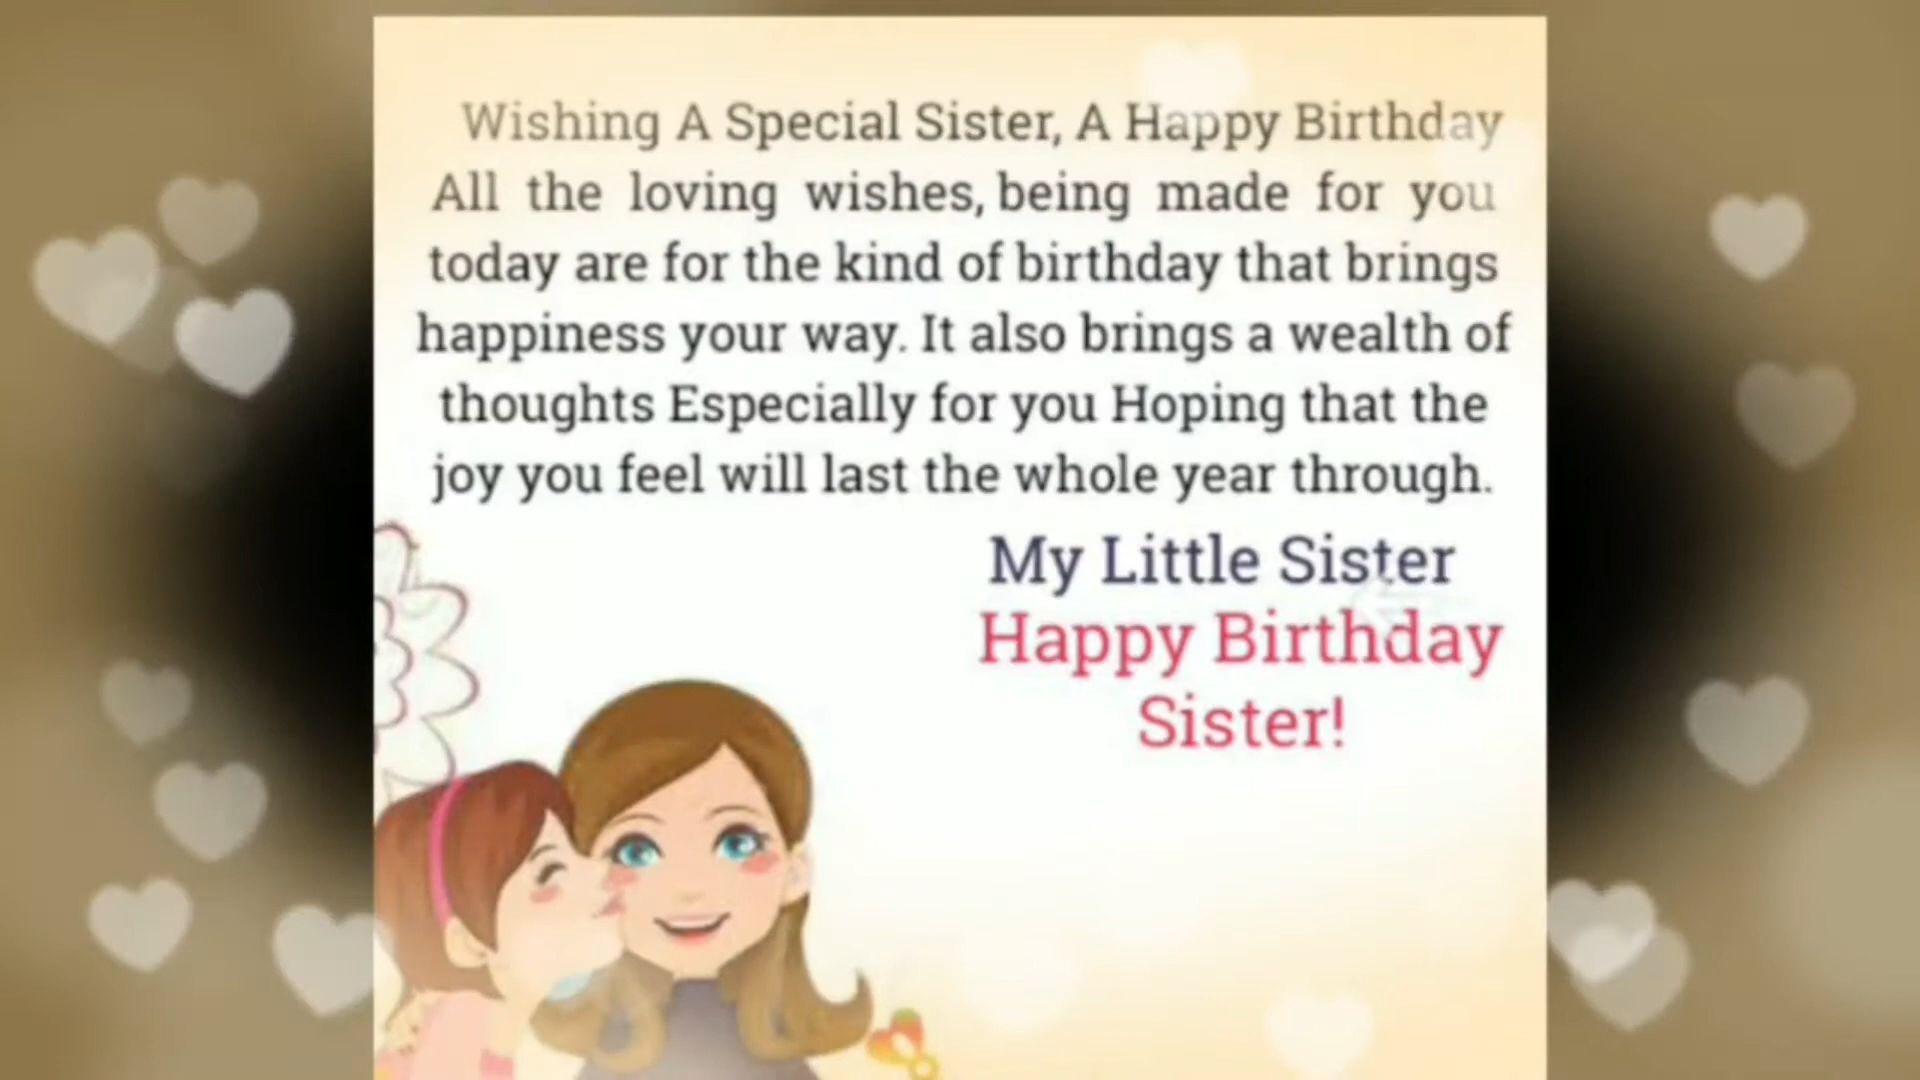 Wishing A Special Sister, A Happy Birthday
All the loving wishes, being made for you
today are for the kind of birthday that brings
happiness your way. It also brings a wealth of
thoughts Especially for you Hoping that the
joy you feel will last the whole year through.
My Little Sister
Happy Birthday
Sister!